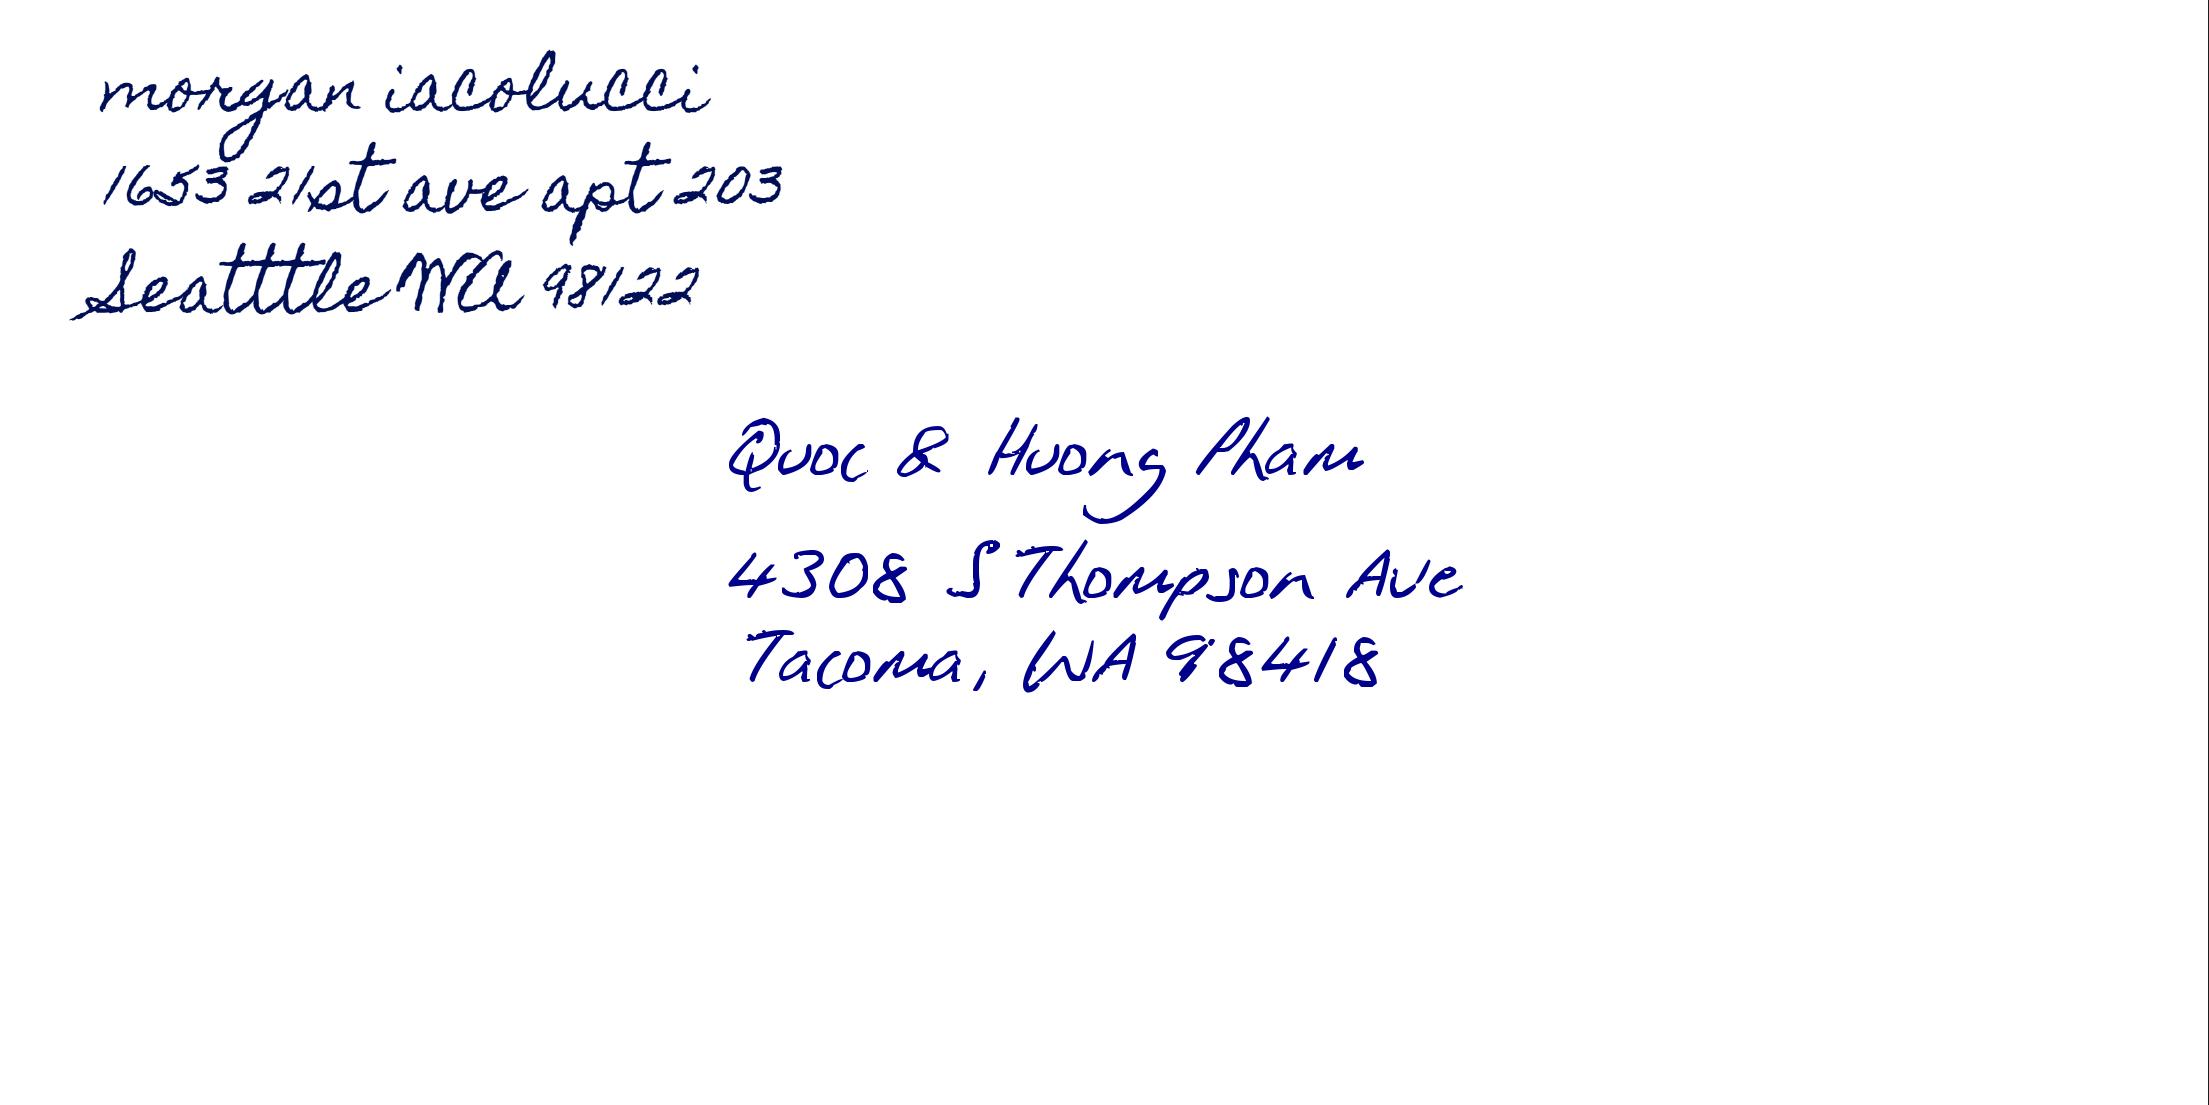 morgan iacolucci
1653 21st ave apt 203
Seatttle WA 98122
Quoc & Huong Pham
4308 S Thompson Ave
Tacoma, WA 98418